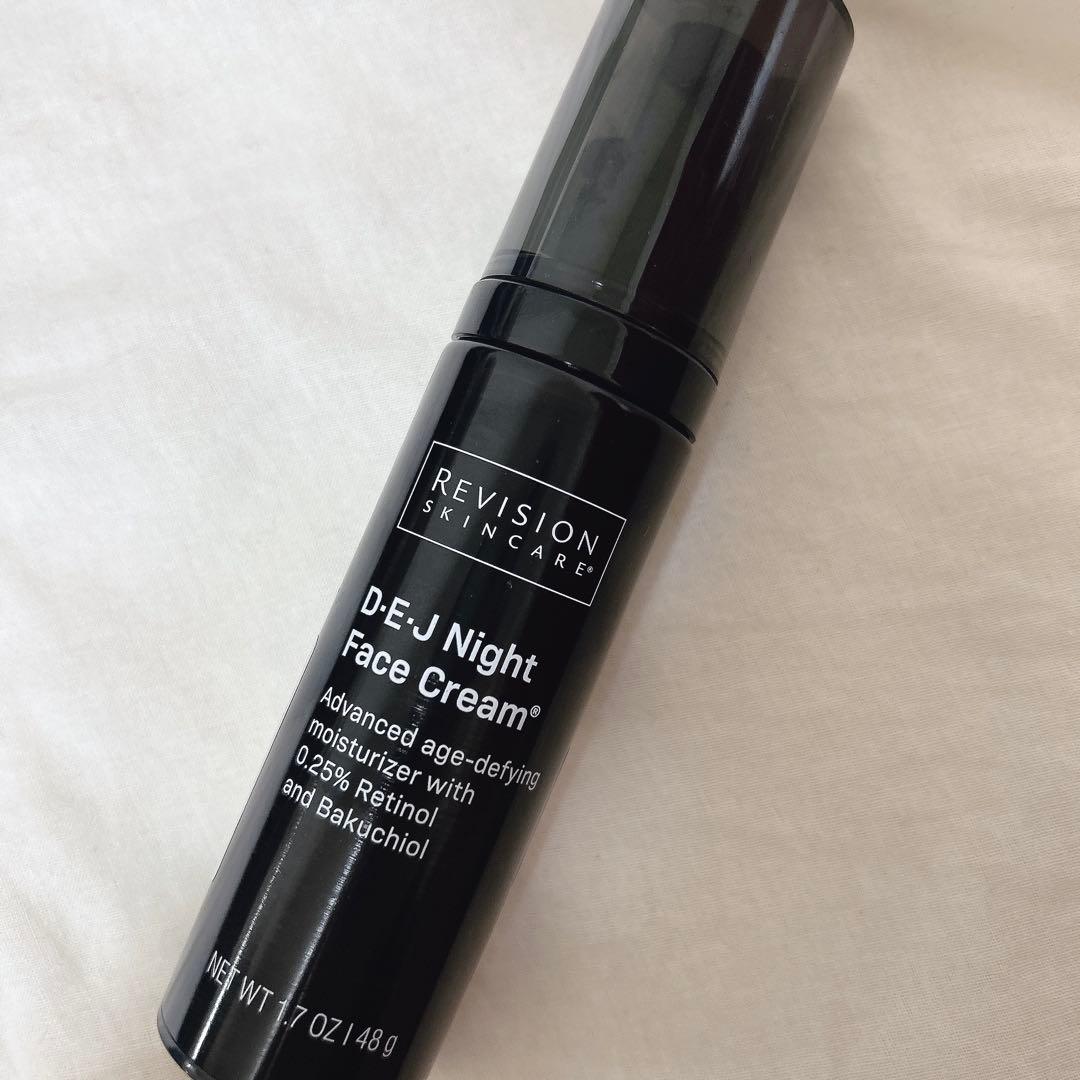 REVISION
SKINCARE®
D·E·J Night
Face Cream®
Advanced age-defying
moisturizer with
0.25% Retinol
and Bakuchiol
NET WT 1.7 OZ | 48 g